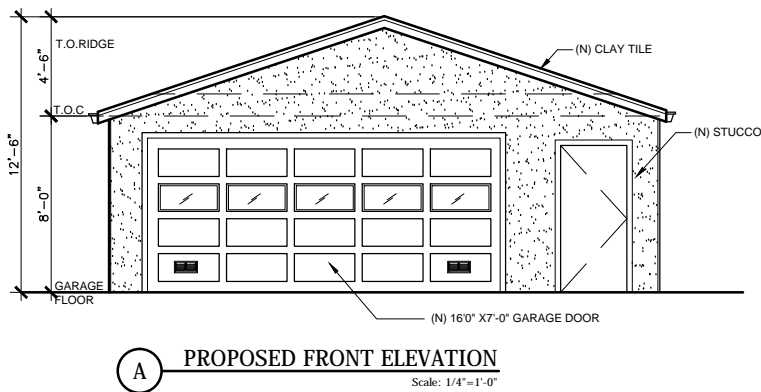 T.O.RIDGE
(N) CLAY TILE
4'-6"
T.O.C
(N) STUCCO
12'-6"
8'-0"
GARAGE
FLOOR
(N) 16'0" X7'-0" GARAGE DOOR
A
PROPOSED FRONT ELEVATION
Scale: 1/4"=1'-0"